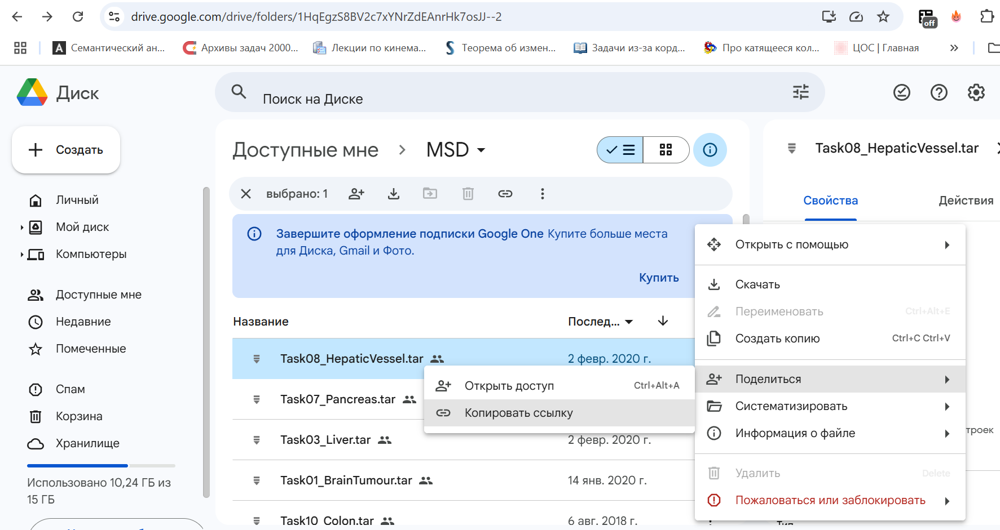 drive.google.com/drive/folders/1HqEgzS8BV2c7xYNrZdEAnrHk7osJJ--2
off
Семантический ан...
Архивы задач 2000...
Лекции по кинема...
Теорема об измен...
Задачи из-за корд...
Про катящееся кол...
ЦОС | Главная
Диск
Поиск на Диске
Создать
Личный
Мой диск
Компьютеры
Доступные мне
Недавние
Помеченные
Спам
Корзина
Хранилище
Использовано 10,24 ГБ из
15 ГБ
Доступные мне
MSD
выбрано: 1
Завершите оформление подписки Google One Купите больше места
для Диска, Gmail и Фото.
Купить
Название
Послед...
Task08_HepaticVessel.tar
2 февр. 2020 г.
Task07_Pancreas.tar
Task03_Liver.tar
2 февр. 2020 г.
Task01_BrainTumour.tar
14 янв. 2020 г.
Task10_Colon.tar
6 авг. 2018 г.
Открыть доступ
Ctrl+Alt+A
Копировать ссылку
Task08_HepaticVessel.tar
Свойства
Действия
Открыть с помощью
Скачать
Переименовать
Ctrl+Alt+E
Создать копию
Ctrl+C Ctrl+V
Поделиться
Систематизировать
Информация о файле
троек
Удалить
Delete
Пожаловаться или заблокировать
Тип